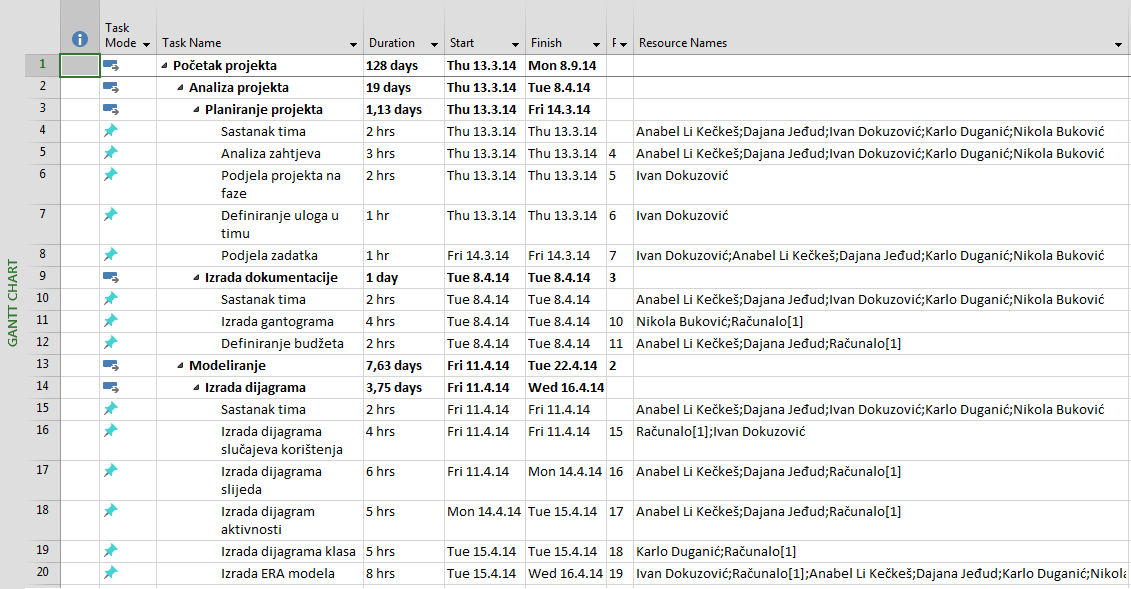 Task
Mode Task Name Duration Start Finish F Resource Names
1 Početak projekta 128 days Thu 13.3.14 Mon 8.9.14
2 Analiza projekta 19 days Thu 13.3.14 Tue 8.4.14
3 Planiranje projekta 1,13 days Thu 13.3.14 Fri 14.3.14
4 Sastanak tima 2 hrs Thu 13.3.14 Thu 13.3.14 Anabel Li Kečkeš;Dajana Jeđud;Ivan Dokuzović;Karlo Duganić;Nikola Buković
5 Analiza zahtjeva 3 hrs Thu 13.3.14 Thu 13.3.14 4 Anabel Li Kečkeš;Dajana Jeđud;Ivan Dokuzović;Karlo Duganić;Nikola Buković
6 Podjela projekta na 2 hrs Thu 13.3.14 Thu 13.3.14 5 Ivan Dokuzović
faze
7 Definiranje uloga u 1 hr Thu 13.3.14 Thu 13.3.14 6 Ivan Dokuzović
timu
8 Podjela zadatka 1 hr Fri 14.3.14 Fri 14.3.14 7 Ivan Dokuzović;Anabel Li Kečkeš;Dajana Jeđud;Karlo Duganić;Nikola Buković
9 Izrada dokumentacije 1 day Tue 8.4.14 Tue 8.4.14 3
10 Sastanak tima 2 hrs Tue 8.4.14 Tue 8.4.14 Anabel Li Kečkeš;Dajana Jeđud;Ivan Dokuzović;Karlo Duganić;Nikola Buković
11 Izrada gantograma 4 hrs Tue 8.4.14 Tue 8.4.14 10 Nikola Buković;Računalo[1]
12 Definiranje budžeta 2 hrs Tue 8.4.14 Tue 8.4.14 11 Anabel Li Kečkeš;Dajana Jeđud;Računalo[1]
13 Modeliranje 7,63 days Fri 11.4.14 Tue 22.4.14 2
14 Izrada dijagrama 3,75 days Fri 11.4.14 Wed 16.4.14
15 Sastanak tima 2 hrs Fri 11.4.14 Fri 11.4.14 Anabel Li Kečkeš;Dajana Jeđud;Ivan Dokuzović;Karlo Duganić;Nikola Buković
16 Izrada dijagrama 4 hrs Fri 11.4.14 Fri 11.4.14 15 Računalo[1];Ivan Dokuzović
slučajeva korištenja
17 Izrada dijagrama 6 hrs Fri 11.4.14 Mon 14.4.14 16 Anabel Li Kečkeš;Dajana Jeđud;Računalo[1]
slijeda
18 Izrada dijagram 5 hrs Mon 14.4.14 Tue 15.4.14 17 Anabel Li Kečkeš;Dajana Jeđud;Računalo[1]
aktivnosti
19 Izrada dijagrama klasa 5 hrs Tue 15.4.14 Tue 15.4.14 18 Karlo Duganić;Računalo[1]
20 Izrada ERA modela 8 hrs Tue 15.4.14 Wed 16.4.14 19 Ivan Dokuzović;Računalo[1];Anabel Li Kečkeš;Dajana Jeđud;Karlo Duganić;Nikola
GANTT CHART